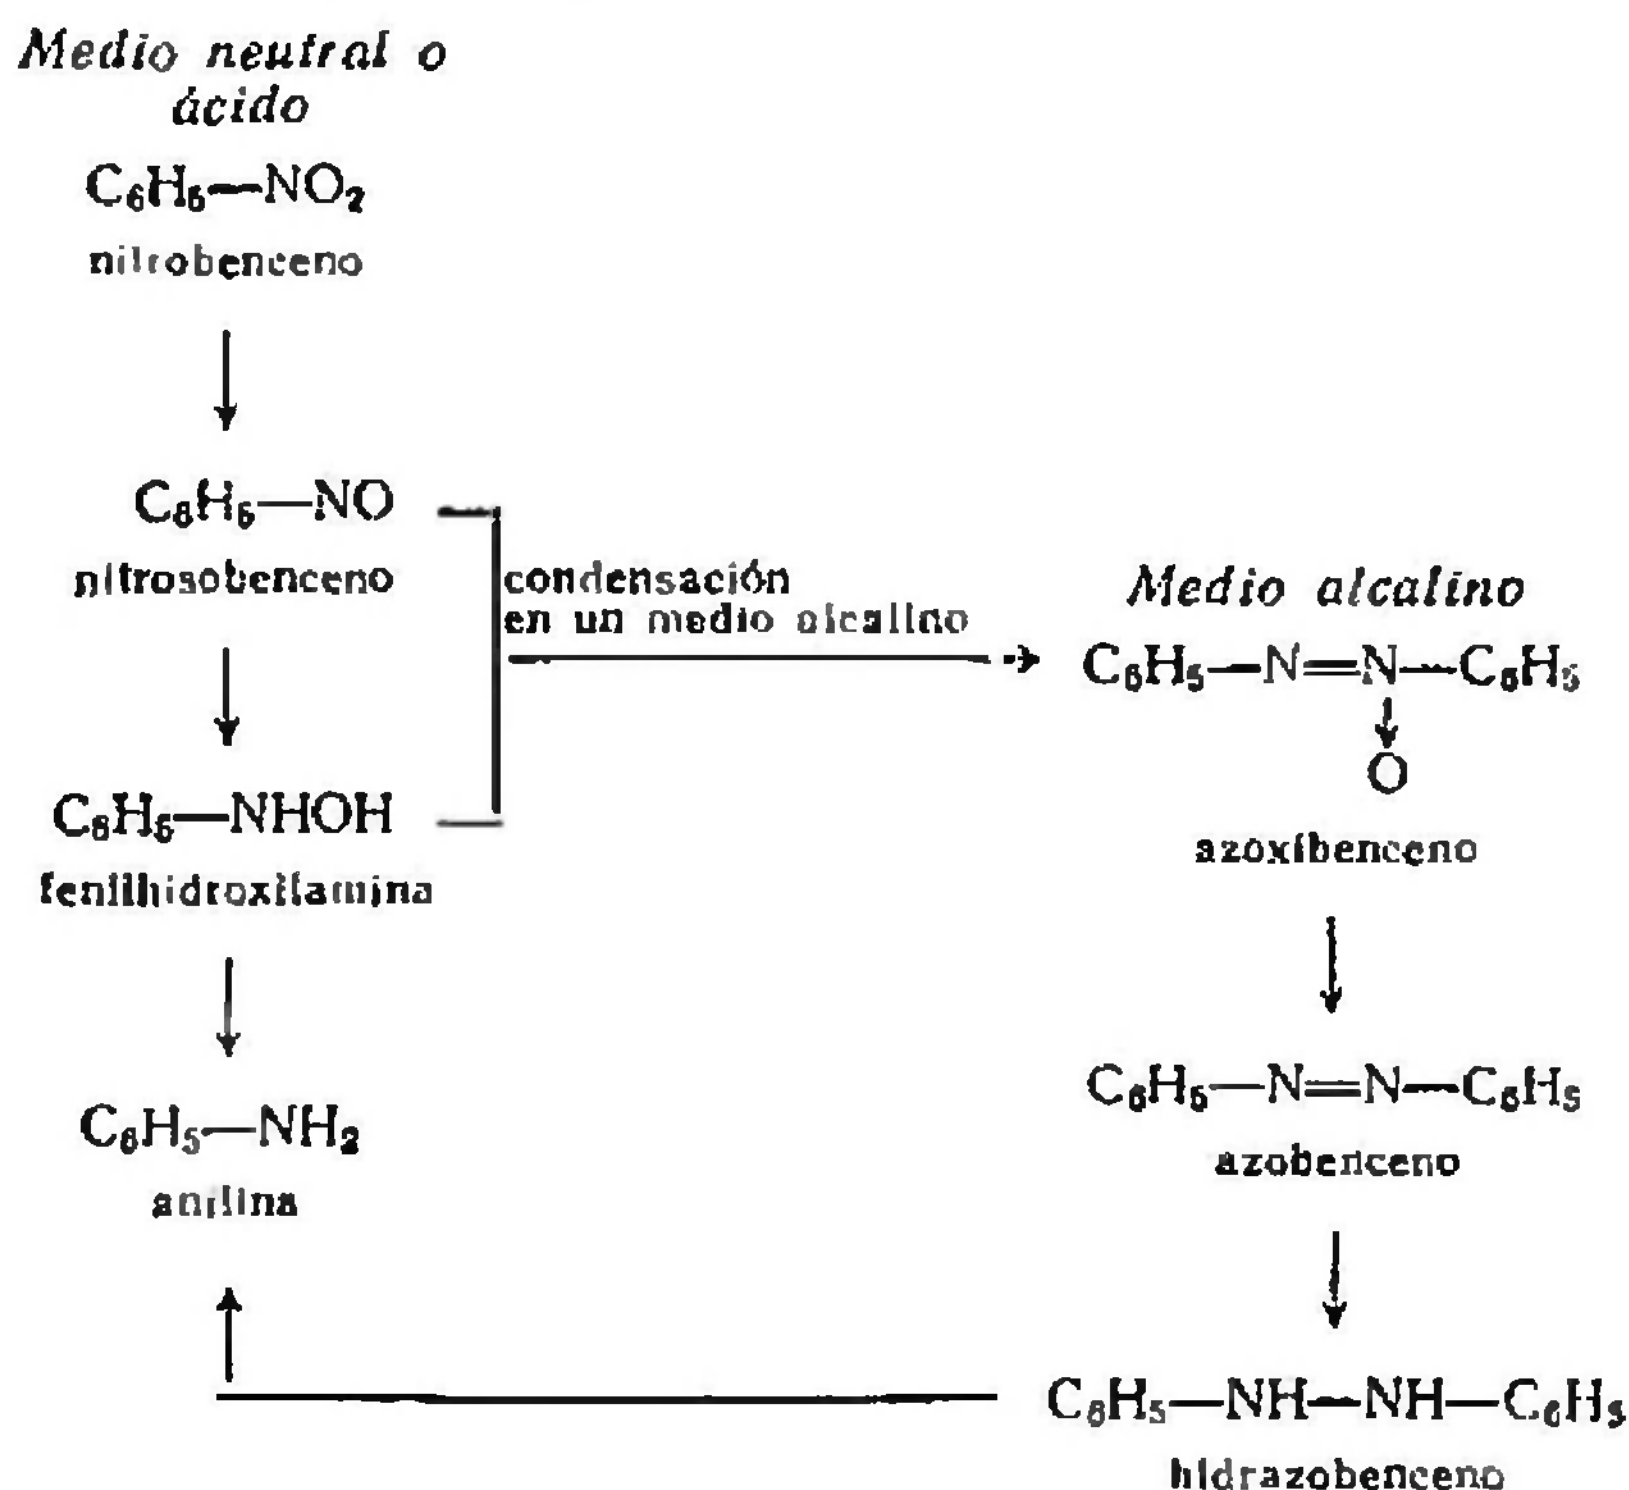 Medio neutral o
ácido
C₆H₅—NO₂
nitrobenceno
C₆H₅—NO
nitrosobenceno
condensación
en un medio alcalino
C₆H₅—NHOH
fenilhidroxilamina
C₆H₅—NH₂
anilina
Medio alcalino
C₆H₅—N=N—C₆H₅
O
azoxibenceno
C₆H₅—N=N—C₆H₅
azobenceno
C₆H₅—NH—NH—C₆H₅
hidrazobenceno